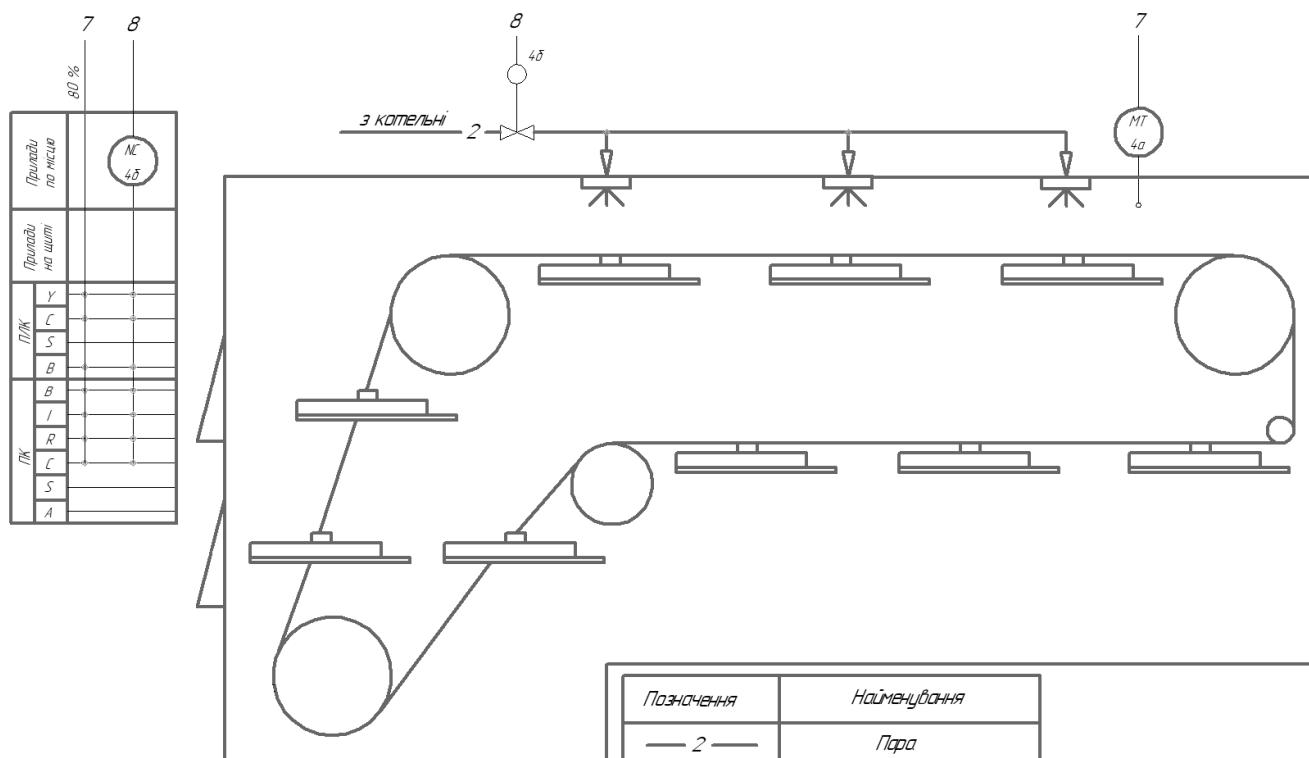 7 8
80 %
Прилади
по місцю
NC
4б
Прилади
на щиті
ПЛК
Y
C
S
B
ПК
B
I
R
C
S
A
8
4б
з котельні
2
7
МТ
4а
Позначення Найменування
2 Пара